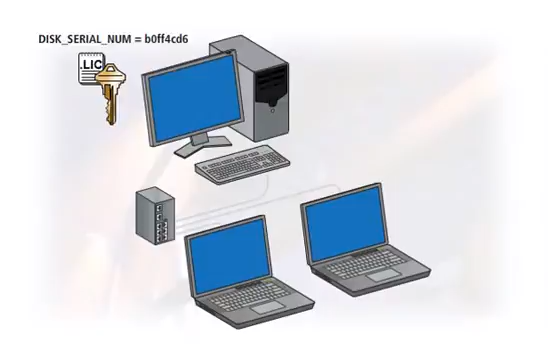 DISK_SERIAL_NUM = b0ff4cd6
.LIC